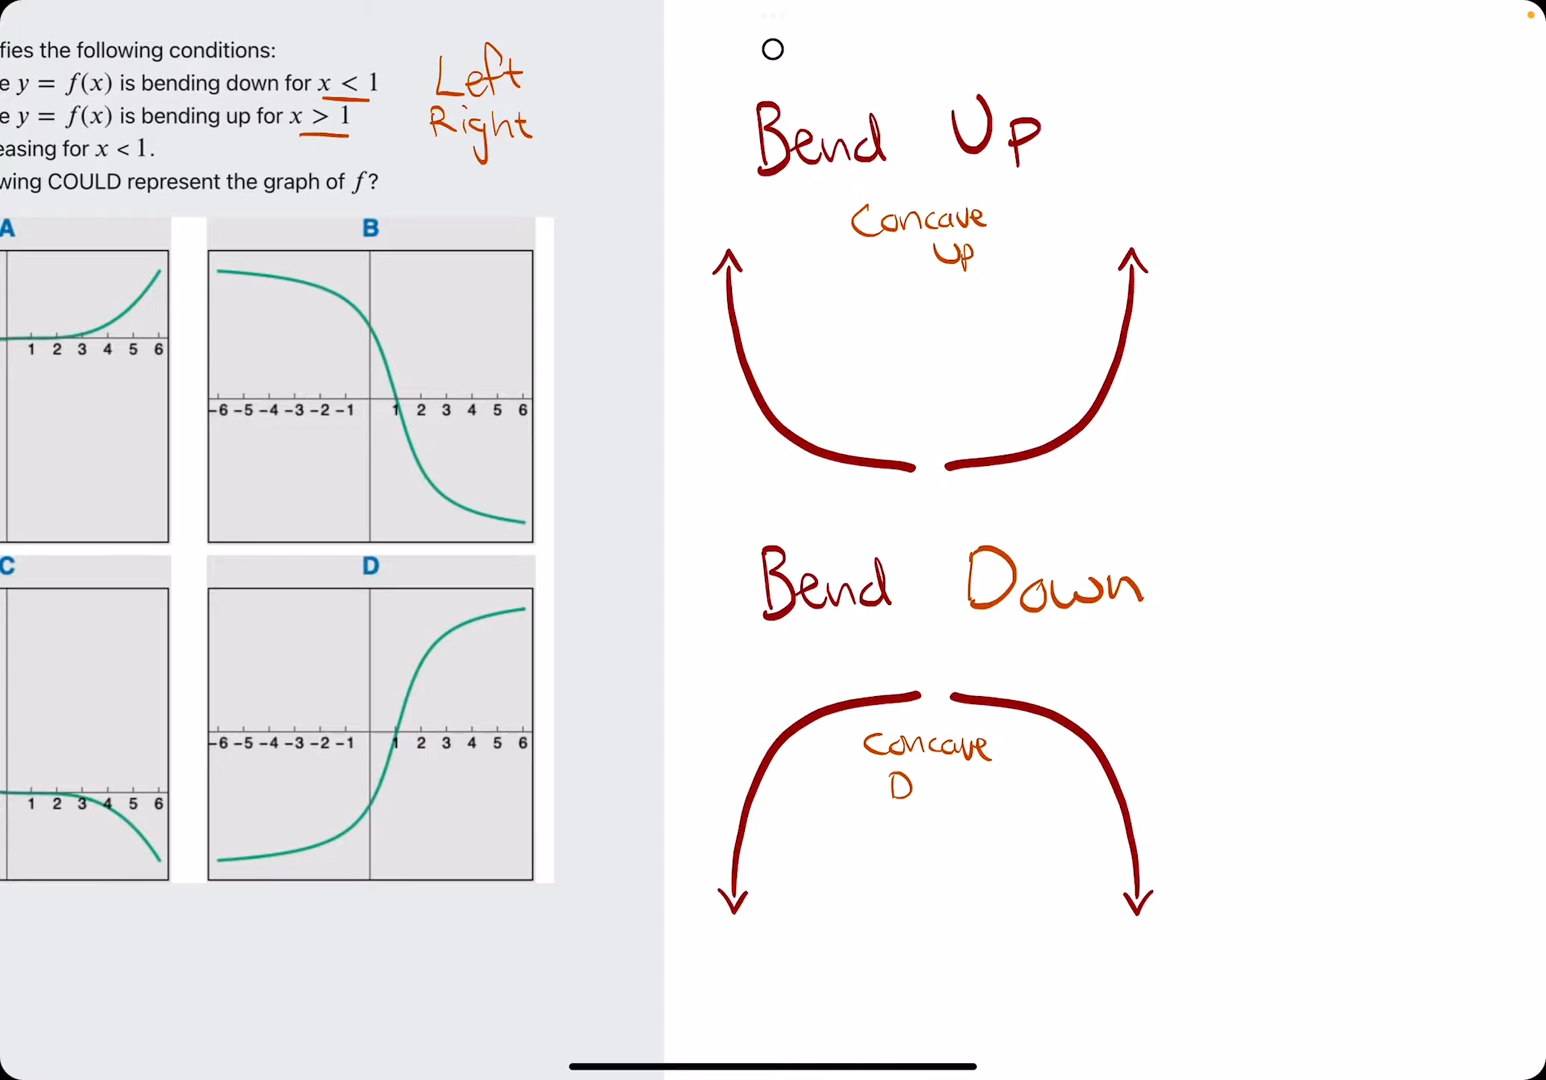 fies the following conditions:
e y = f(x) is bending down for x < 1
e y = f(x) is bending up for x > 1
easing for x < 1.
wing COULD represent the graph of f?
Left
Right
A
1 2 3 4 5 6
B
-6 -5 -4 -3 -2 -1 1 2 3 4 5 6
C
1 2 3 4 5 6
D
-6 -5 -4 -3 -2 -1 1 2 3 4 5 6
Bend Up
Concave
Up
Bend Down
Concave
D